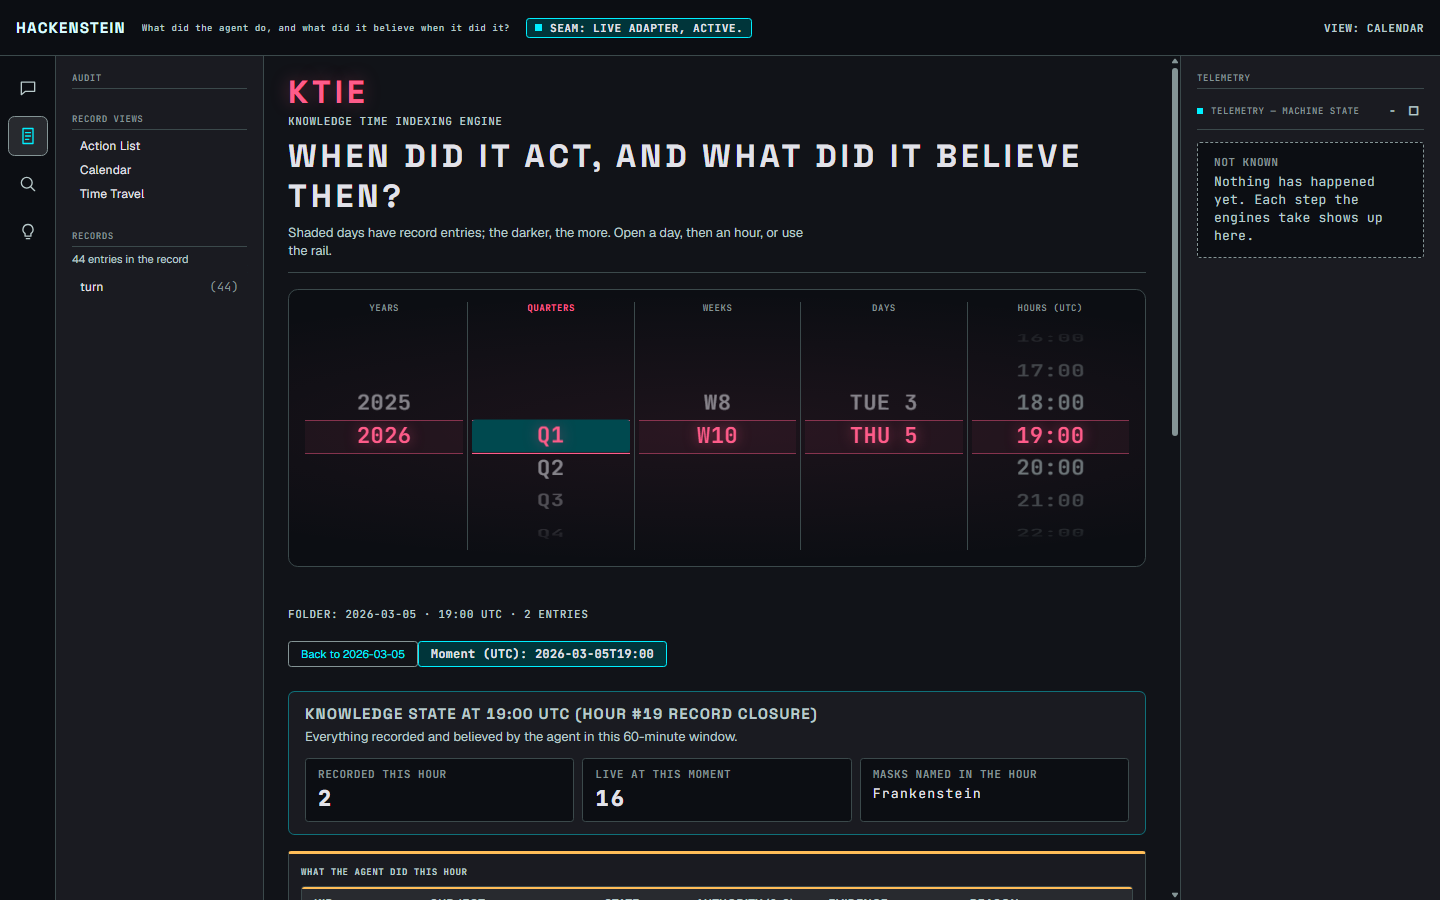 HACKENSTEIN
What did the agent do, and what did it believe when it did it?
SEAM: LIVE ADAPTER, ACTIVE.
VIEW: CALENDAR
AUDIT
RECORD VIEWS
Action List
Calendar
Time Travel
RECORDS
44 entries in the record
turn (44)
KTIE
KNOWLEDGE TIME INDEXING ENGINE
WHEN DID IT ACT, AND WHAT DID IT BELIEVE
THEN?
Shaded days have record entries; the darker, the more. Open a day, then an hour, or use
the rail.
YEARS QUARTERS WEEKS DAYS HOURS (UTC)
16:00
17:00
2025 W8 TUE 3 18:00
2026 Q1 W10 THU 5 19:00
Q2 20:00
Q3 21:00
Q4 22:00
FOLDER: 2026-03-05 · 19:00 UTC · 2 ENTRIES
Back to 2026-03-05 Moment (UTC): 2026-03-05T19:00
KNOWLEDGE STATE AT 19:00 UTC (HOUR #19 RECORD CLOSURE)
Everything recorded and believed by the agent in this 60-minute window.
RECORDED THIS HOUR LIVE AT THIS MOMENT MASKS NAMED IN THE HOUR
2 16 Frankenstein
WHAT THE AGENT DID THIS HOUR
TELEMETRY
TELEMETRY — MACHINE STATE -
NOT KNOWN
Nothing has happened
yet. Each step the
engines take shows up
here.